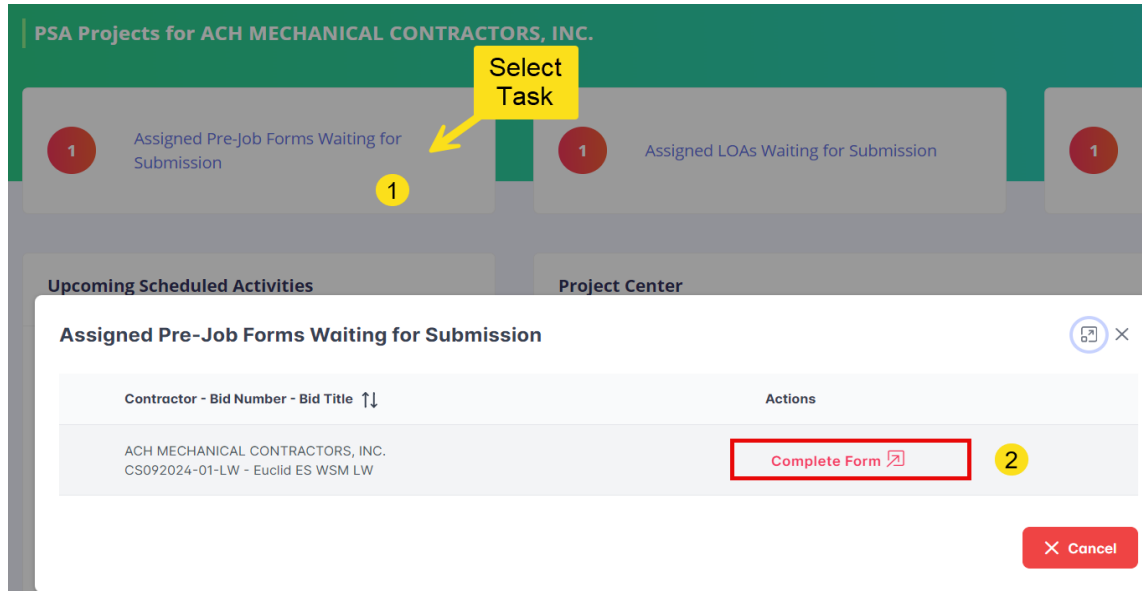 PSA Projects for ACH MECHANICAL CONTRACTORS, INC.
Select
Task
1
Assigned Pre-Job Forms Waiting for
Submission
1
1
Assigned LOAs Waiting for Submission
1
Upcoming Scheduled Activities
Project Center
Assigned Pre-Job Forms Waiting for Submission
Contractor - Bid Number - Bid Title
Actions
ACH MECHANICAL CONTRACTORS, INC.
CS092024-01-LW - Euclid ES WSM LW
Complete Form
2
Cancel